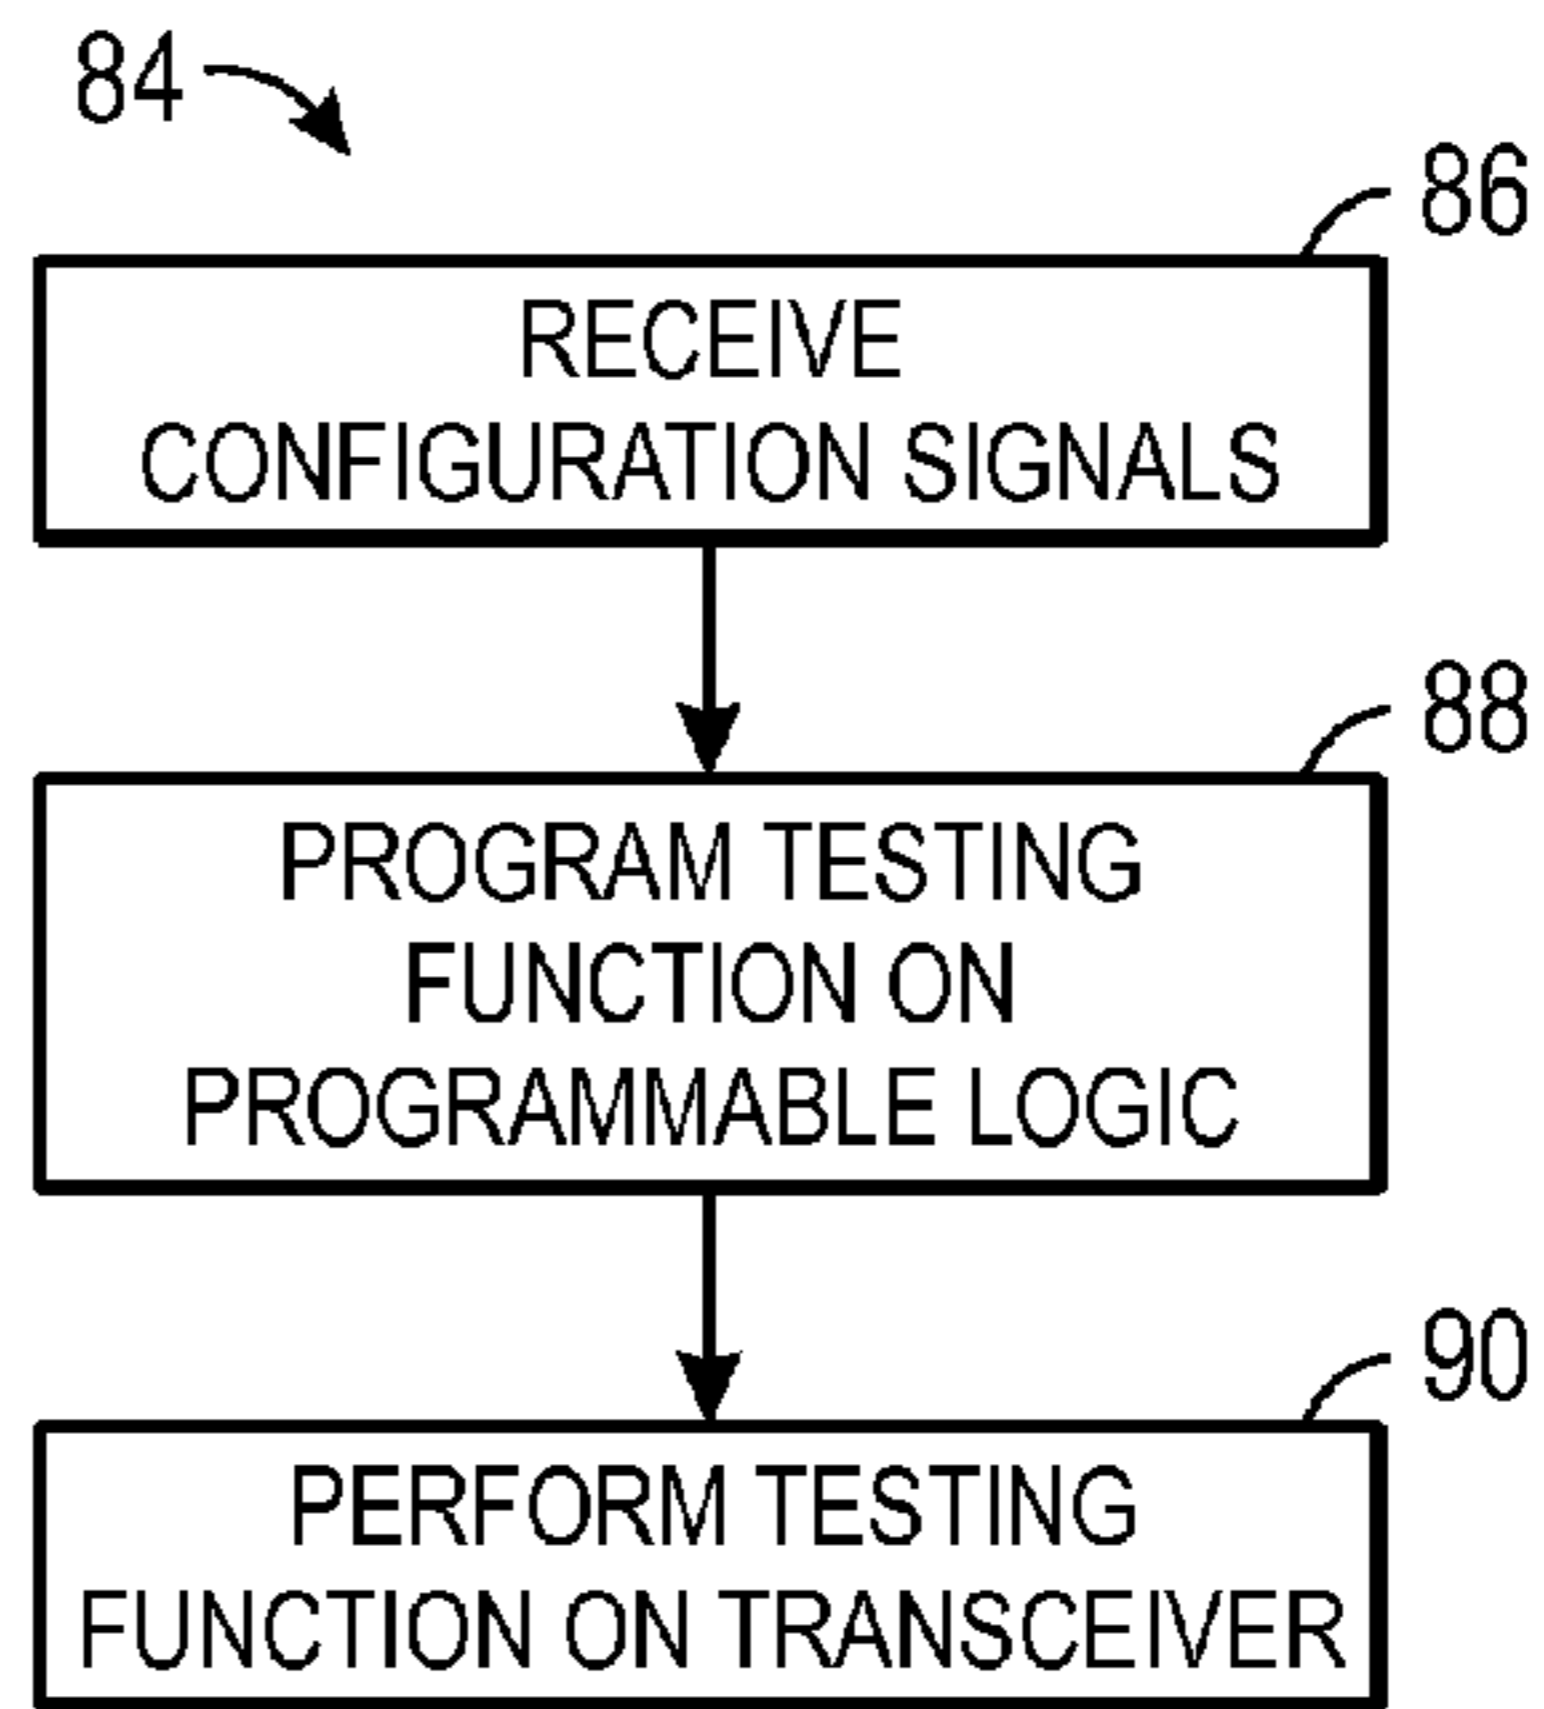 84
86
RECEIVE
CONFIGURATION SIGNALS
88
PROGRAM TESTING
FUNCTION ON
PROGRAMMABLE LOGIC
90
PERFORM TESTING
FUNCTION ON TRANSCEIVER